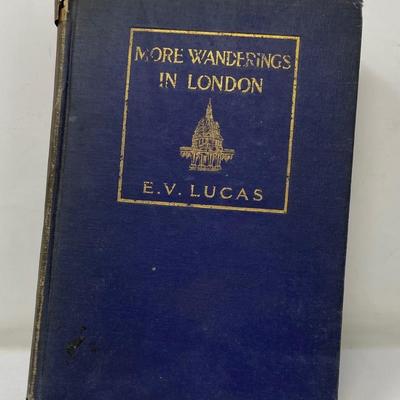 MORE WANDERINGS
IN LONDON
E.V. LUCAS